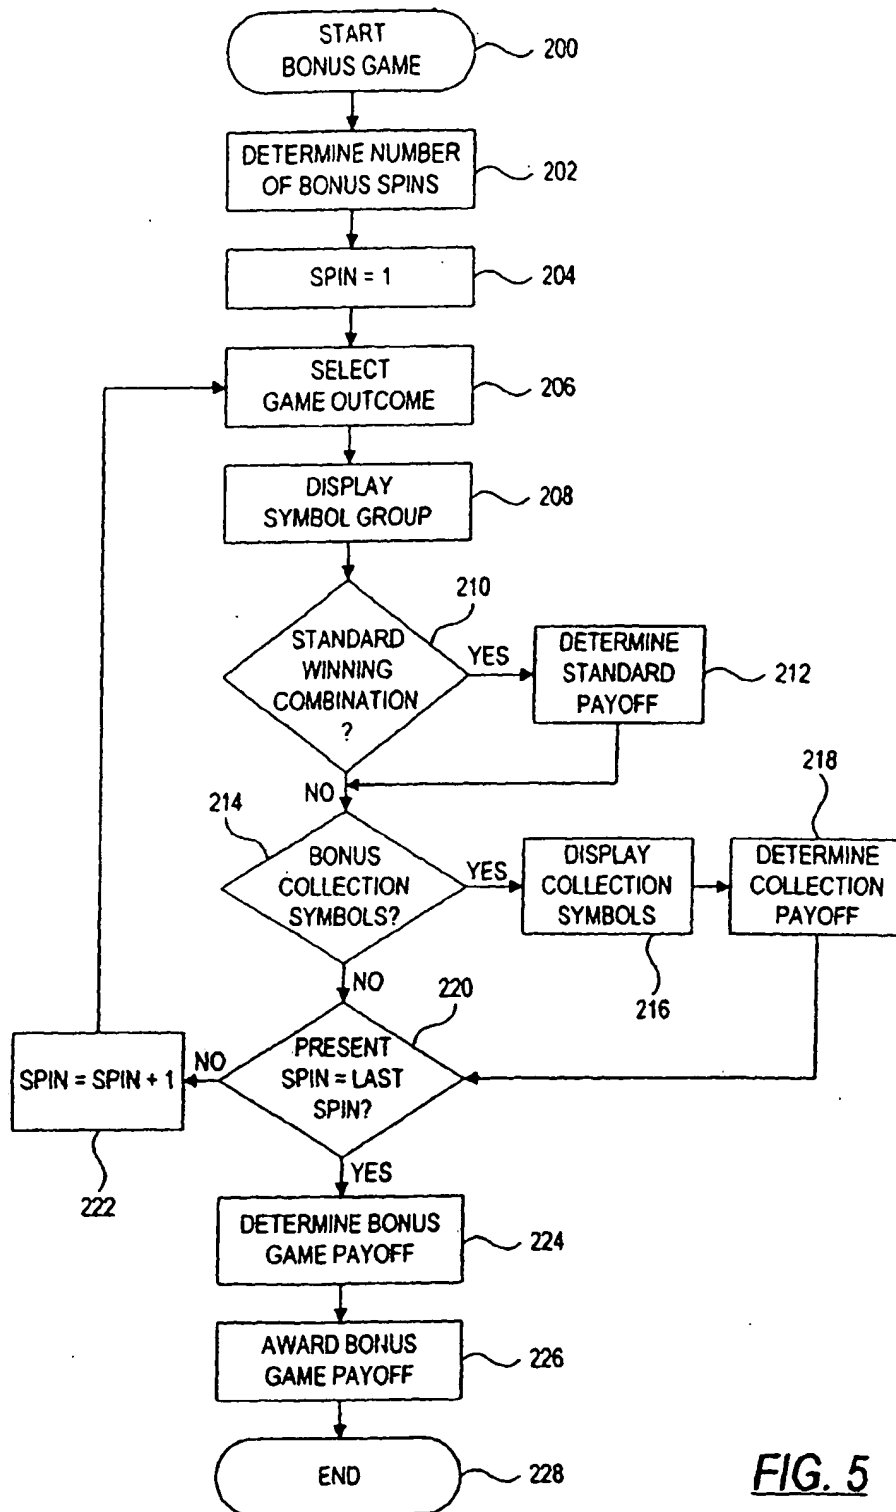 START
BONUS GAME
200
DETERMINE NUMBER
OF BONUS SPINS
202
SPIN = 1
204
SELECT
GAME OUTCOME
206
DISPLAY
SYMBOL GROUP
208
210
STANDARD
WINNING
COMBINATION
?
YES
DETERMINE
STANDARD
PAYOFF
212
NO
214
BONUS
COLLECTION
SYMBOLS?
YES
DISPLAY
COLLECTION
SYMBOLS
216
218
DETERMINE
COLLECTION
PAYOFF
NO
220
PRESENT
SPIN = LAST
SPIN?
NO
SPIN = SPIN + 1
222
YES
DETERMINE BONUS
GAME PAYOFF
224
AWARD BONUS
GAME PAYOFF
226
END
228
FIG. 5